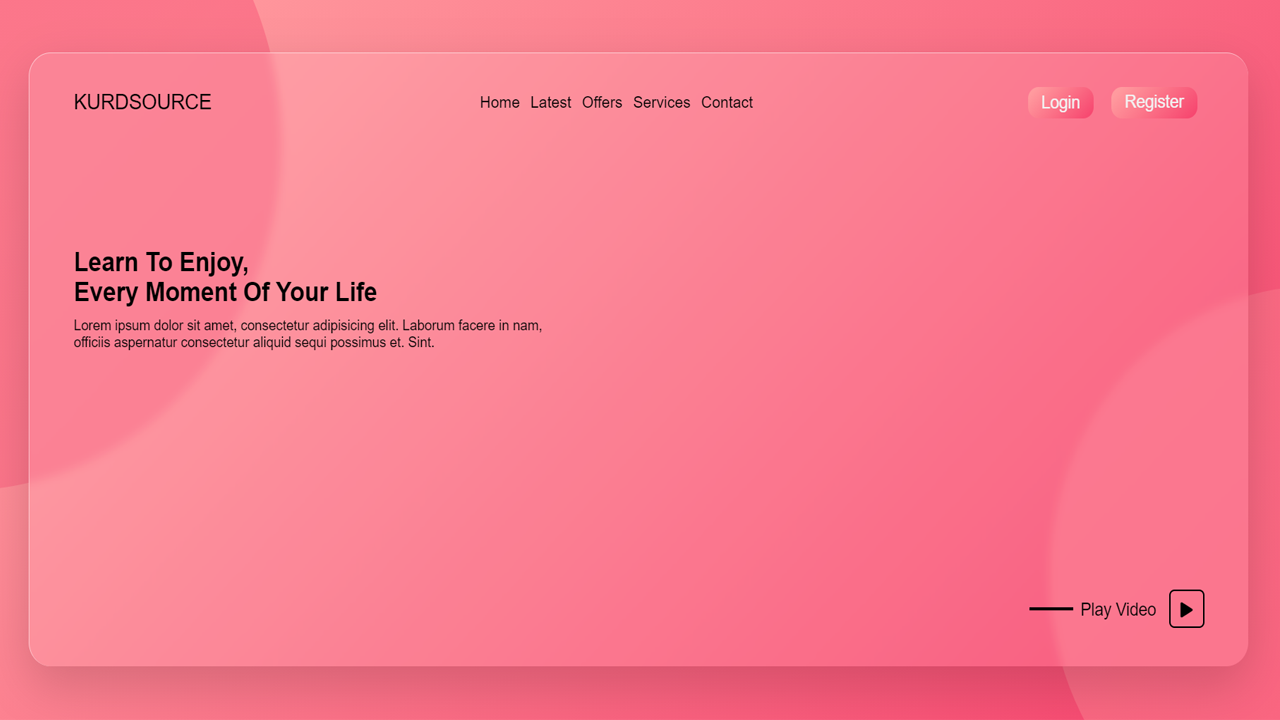 KURDSOURCE
Home Latest Offers Services Contact
Login Register
Learn To Enjoy,
Every Moment Of Your Life
Lorem ipsum dolor sit amet, consectetur adipisicing elit. Laborum facere in nam,
officiis aspernatur consectetur aliquid sequi possimus et. Sint.
Play Video